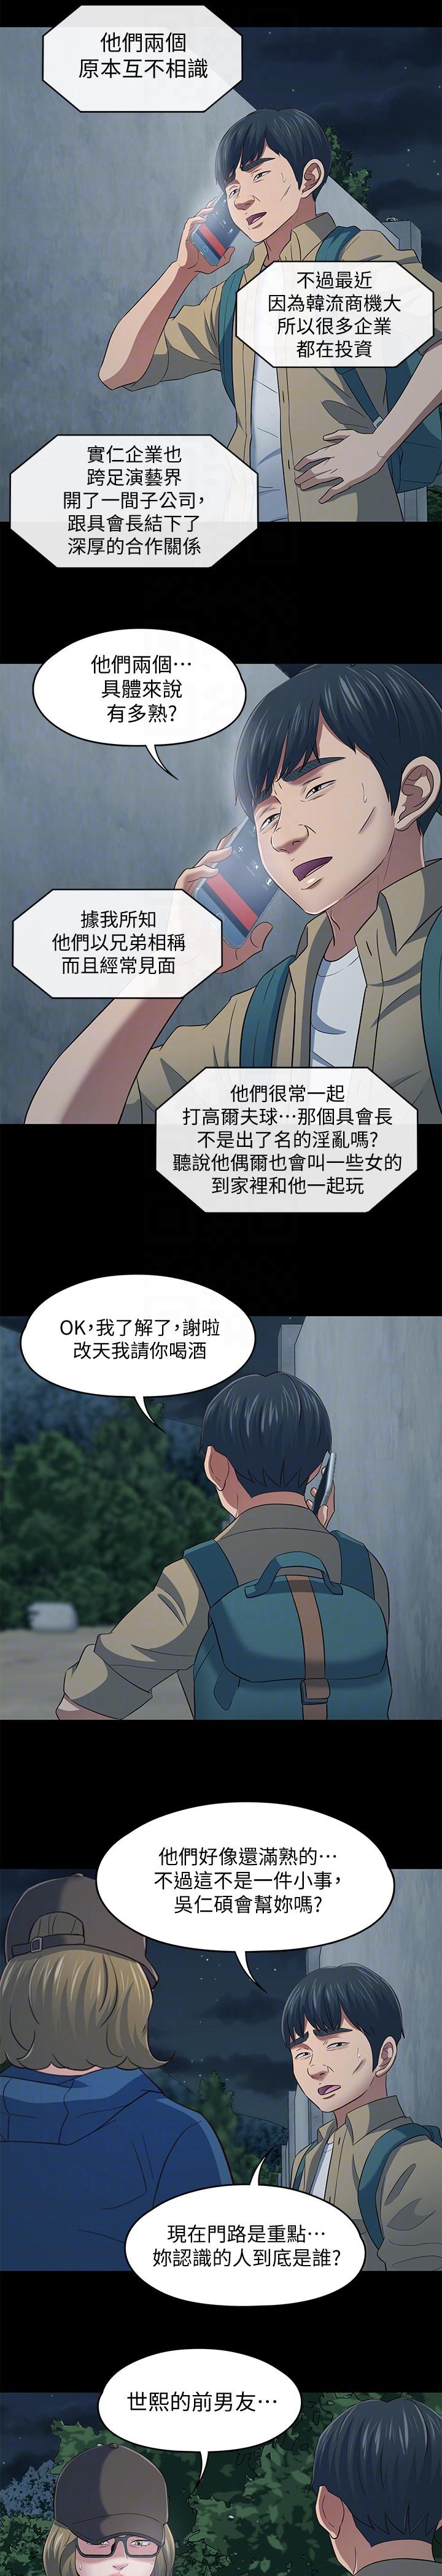 他們兩個
原本互不相識
不過最近
因為韓流商機大
所以很多企業
都在投資
實仁企業也
跨足演藝界
開了一間子公司，
跟具會長結下了
深厚的合作關係
他們兩個…
具體來說
有多熟?
據我所知
他們以兄弟相稱
而且經常見面
他們很常一起
打高爾夫球…那個具會長
不是出了名的淫亂嗎?
聽說他偶爾也會叫一些女的
到家裡和他一起玩
OK，我了解了，謝啦
改天我請你喝酒
他們好像還滿熟的…
不過這不是一件小事，
吳仁碩會幫妳嗎?
現在門路是重點…
妳認識的人到底是誰?
世熙的前男友…